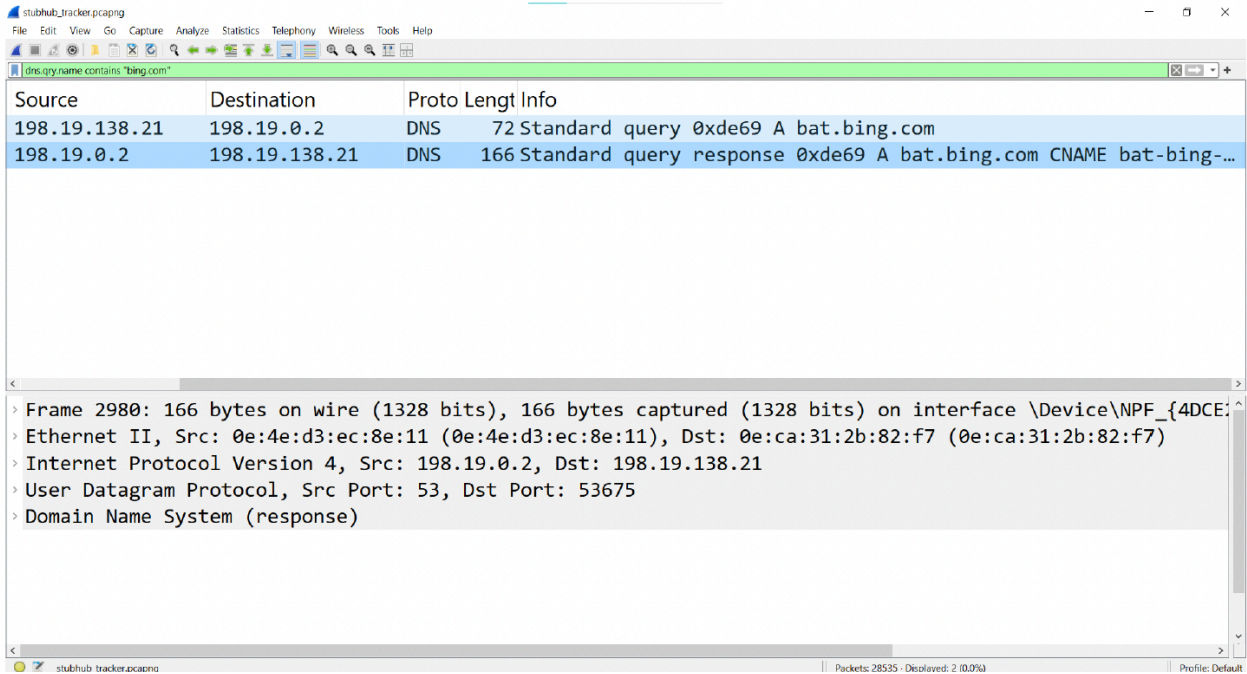 stubhub_tracker.pcapng
File Edit View Go Capture Analyze Statistics Telephony Wireless Tools Help
dns.qry.name contains "bing.com"
Source Destination Proto Lengt Info
198.19.138.21 198.19.0.2 DNS 72 Standard query 0xde69 A bat.bing.com
198.19.0.2 198.19.138.21 DNS 166 Standard query response 0xde69 A bat.bing.com CNAME bat-bing-…
Frame 2980: 166 bytes on wire (1328 bits), 166 bytes captured (1328 bits) on interface \Device\NPF_{4DCE
Ethernet II, Src: 0e:4e:d3:ec:8e:11 (0e:4e:d3:ec:8e:11), Dst: 0e:ca:31:2b:82:f7 (0e:ca:31:2b:82:f7)
Internet Protocol Version 4, Src: 198.19.0.2, Dst: 198.19.138.21
User Datagram Protocol, Src Port: 53, Dst Port: 53675
Domain Name System (response)
stubhub_tracker.pcapng Packets: 28535 · Displayed: 2 (0.0%) Profile: Default